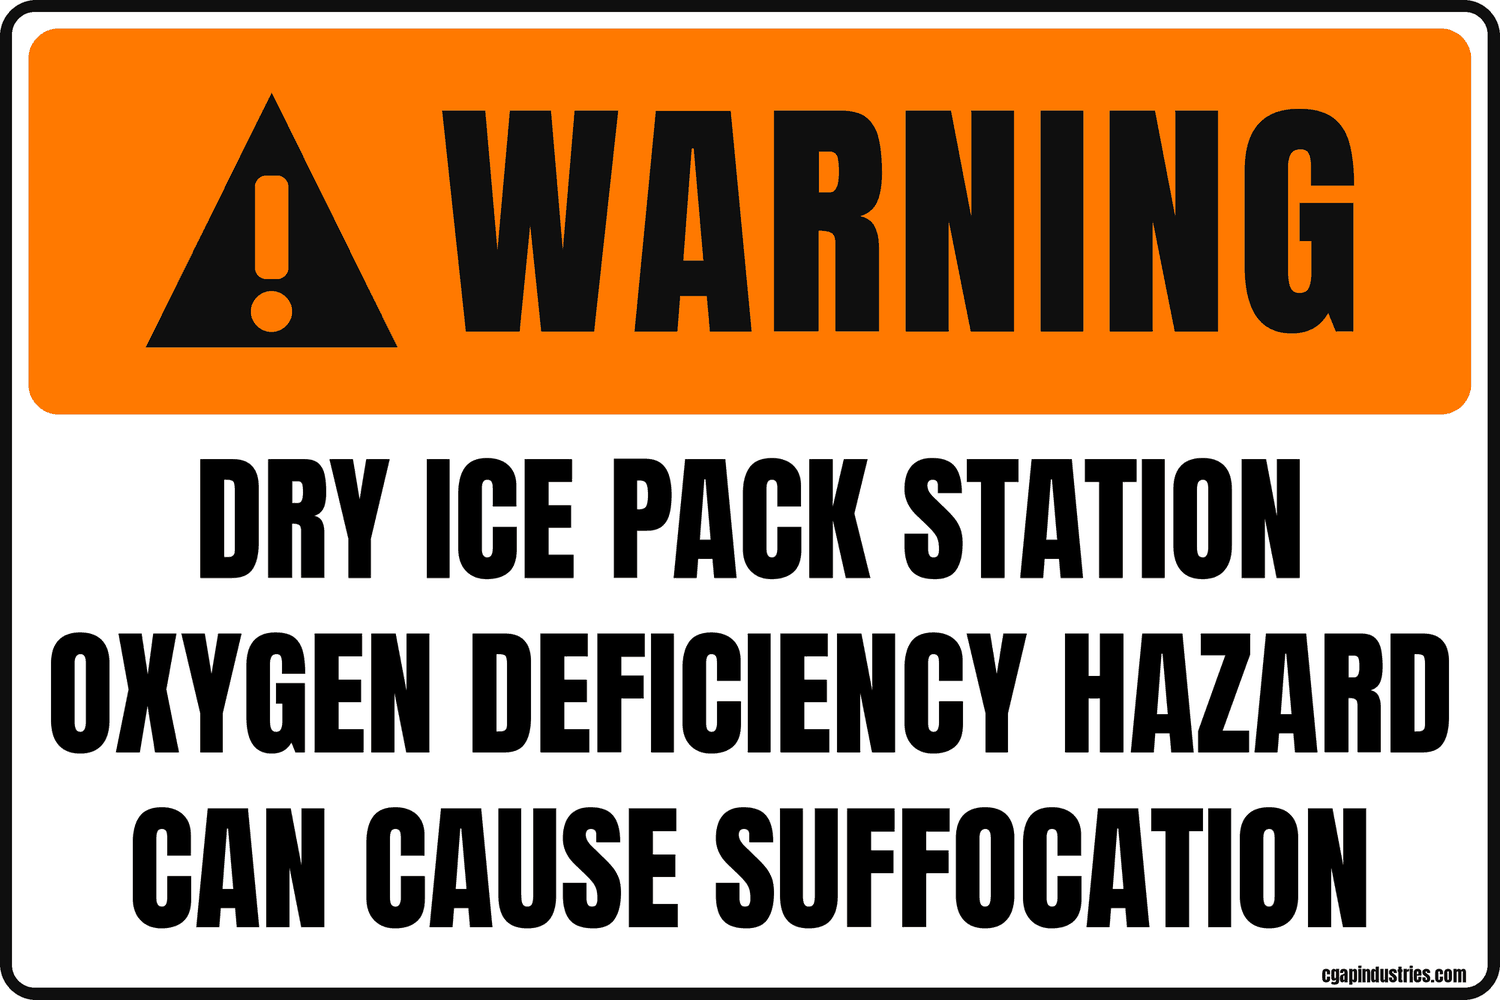 WARNING
DRY ICE PACK STATION
OXYGEN DEFICIENCY HAZARD
CAN CAUSE SUFFOCATION
cgapindustries.com